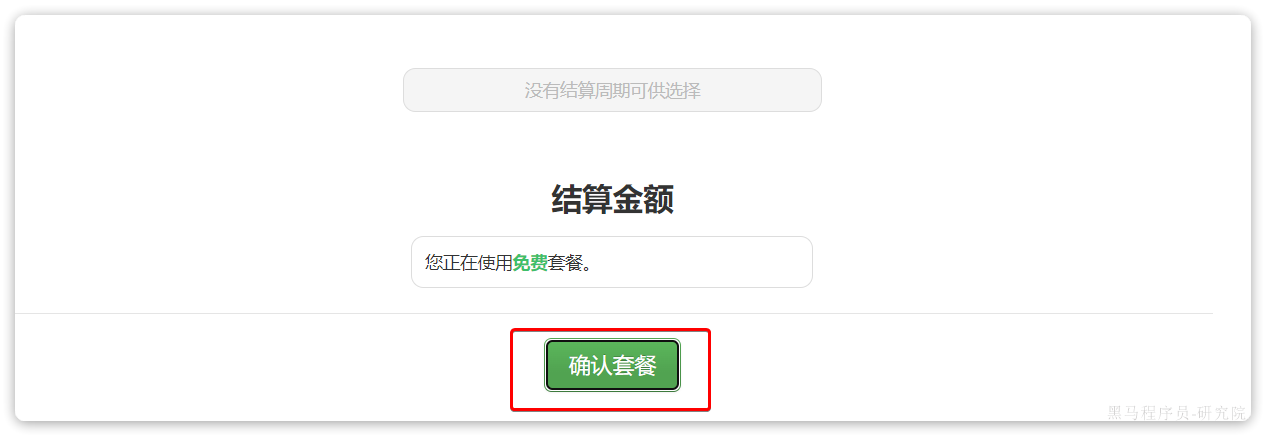 没有结算周期可供选择
结算金额
您正在使用免费套餐。
确认套餐
黑马程序员-研究院